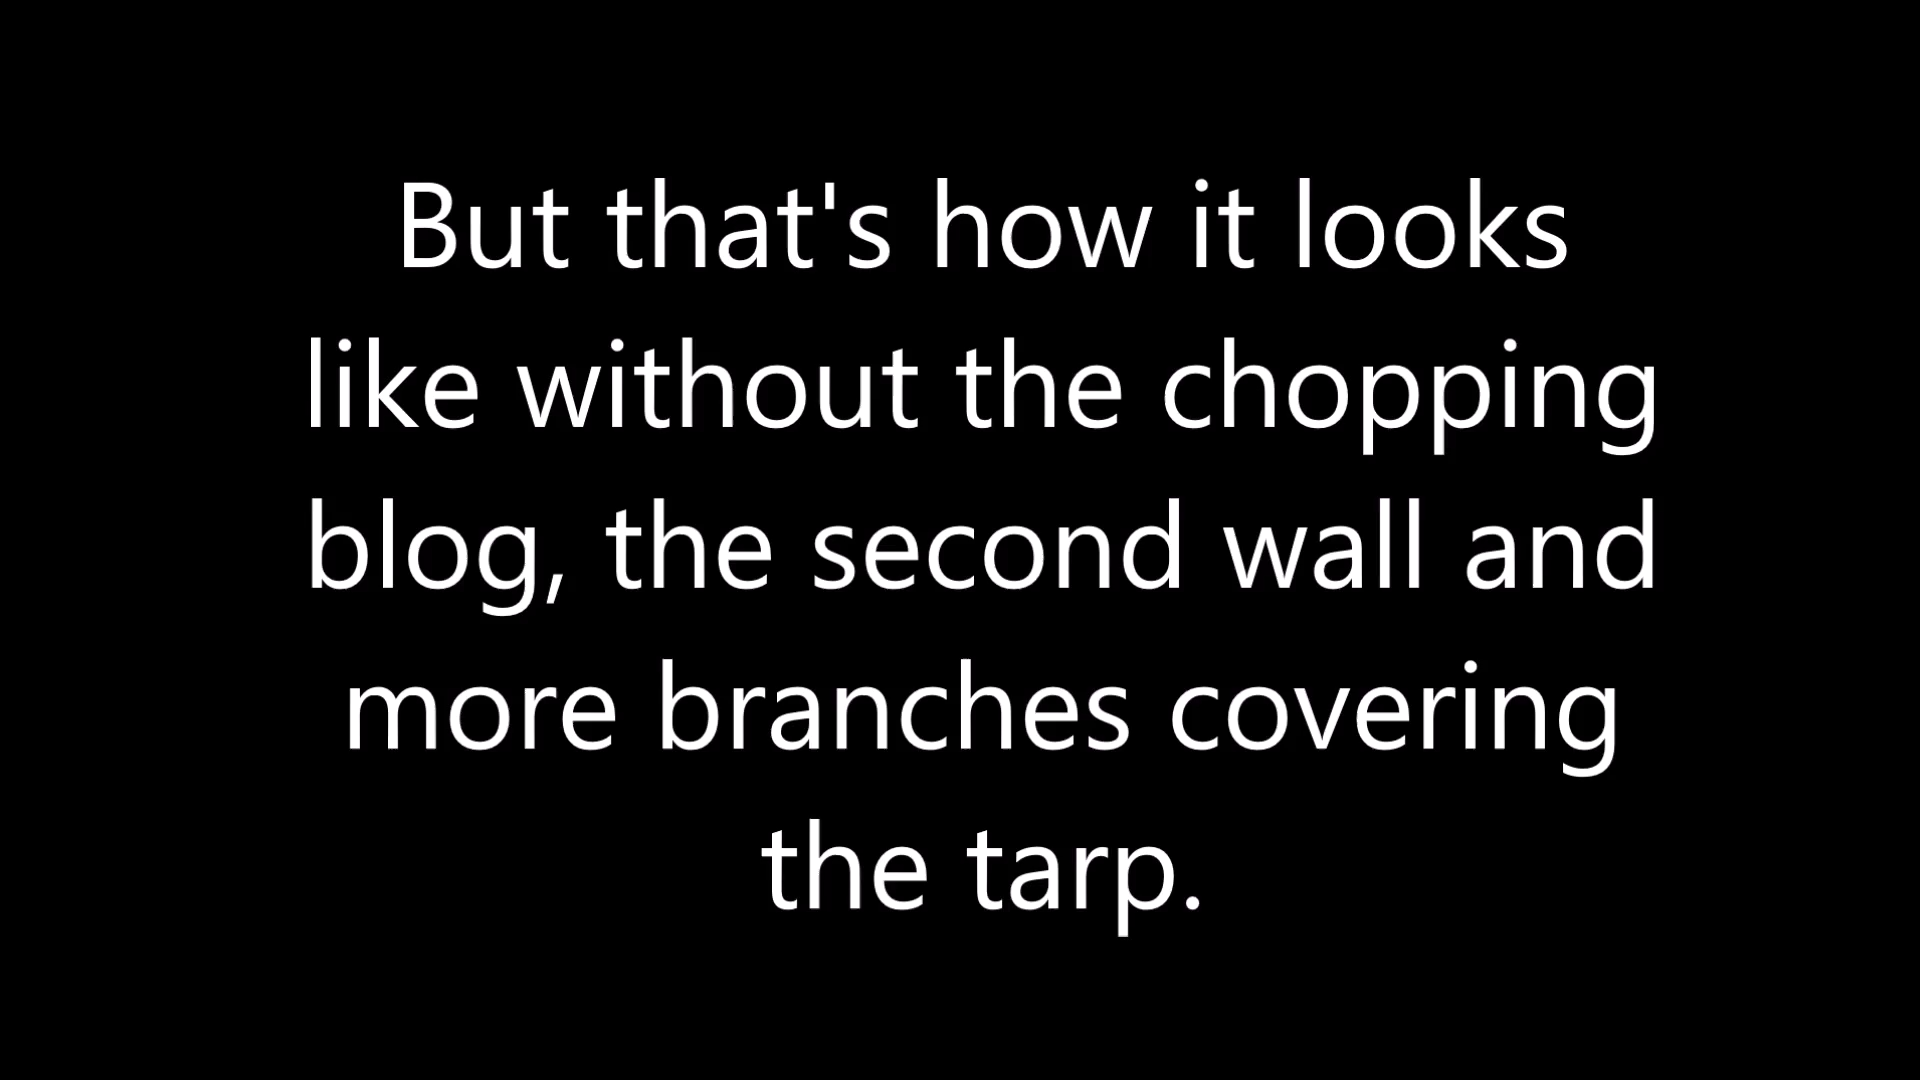 But that's how it looks
like without the chopping
blog, the second wall and
more branches covering
the tarp.